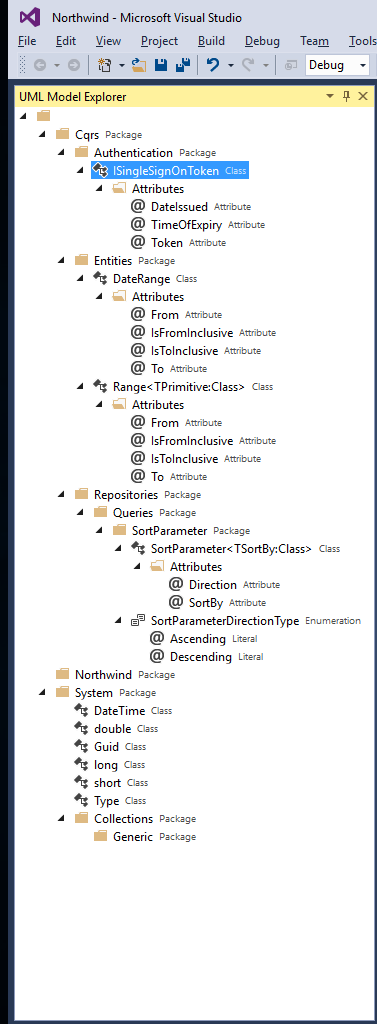 Northwind - Microsoft Visual Studio
File Edit View Project Build Debug Team Tools
Debug
UML Model Explorer
Cqrs Package
Authentication Package
ISingleSignOnToken Class
Attributes
@ DateIssued Attribute
@ TimeOfExpiry Attribute
@ Token Attribute
Entities Package
DateRange Class
Attributes
@ From Attribute
@ IsFromInclusive Attribute
@ IsToInclusive Attribute
@ To Attribute
Range<TPrimitive:Class> Class
Attributes
@ From Attribute
@ IsFromInclusive Attribute
@ IsToInclusive Attribute
@ To Attribute
Repositories Package
Queries Package
SortParameter Package
SortParameter<TSortBy:Class> Class
Attributes
@ Direction Attribute
@ SortBy Attribute
SortParameterDirectionType Enumeration
@ Ascending Literal
@ Descending Literal
Northwind Package
System Package
DateTime Class
double Class
Guid Class
long Class
short Class
Type Class
Collections Package
Generic Package